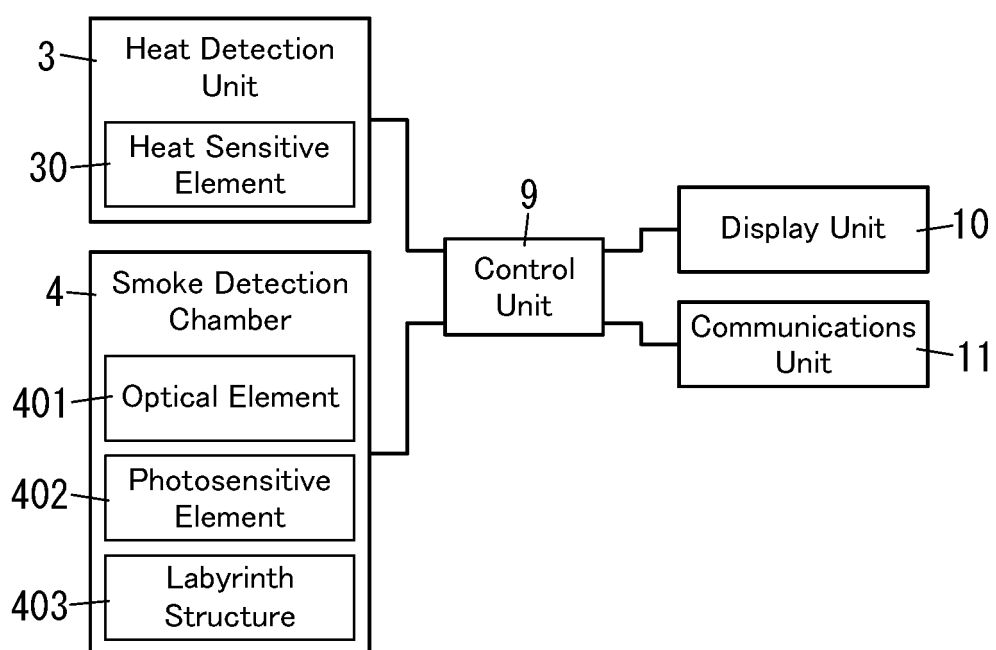 3
Heat Detection
Unit
30
Heat Sensitive
Element
4
Smoke Detection
Chamber
401
Optical Element
402
Photosensitive
Element
403
Labyrinth
Structure
9
Control
Unit
Display Unit
10
Communications
Unit
11